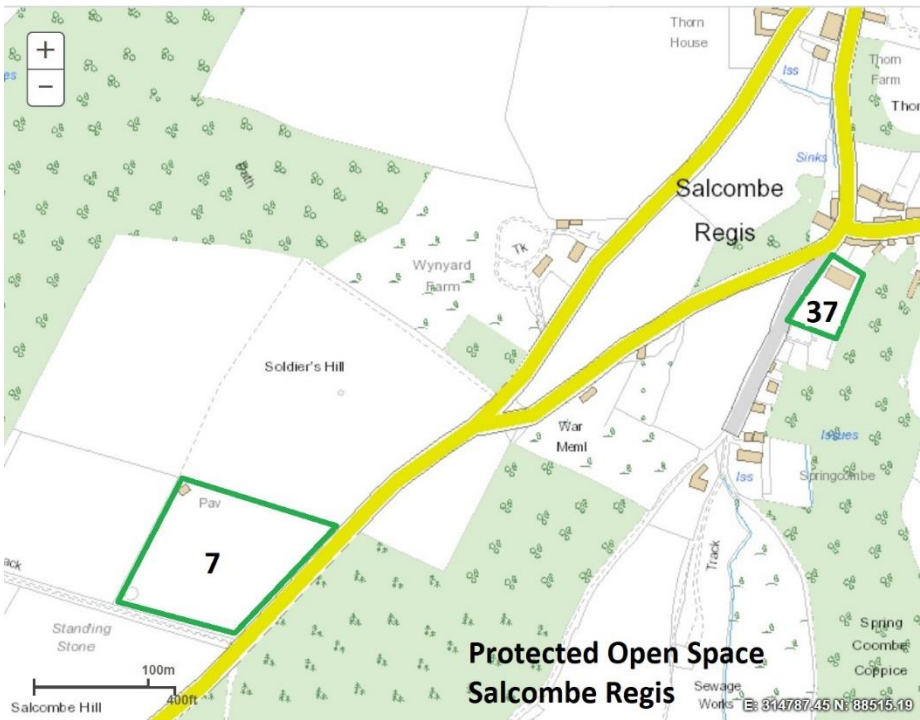 +
−
es
Thorn
House
Iss
Thorn
Farm
Thor
Sinks
Path
Salcombe
Regis
Tk
Wynyard
Farm
37
Soldier's Hill
War
Meml
Issues
Iss
Springcombe
Pav
7
ack
Track
Standing
Stone
Spring
Coombe
Coppice
Protected Open Space
Salcombe Regis
100m
400ft
Salcombe Hill
Sewage
Works
E: 314787.45 N: 88515.19